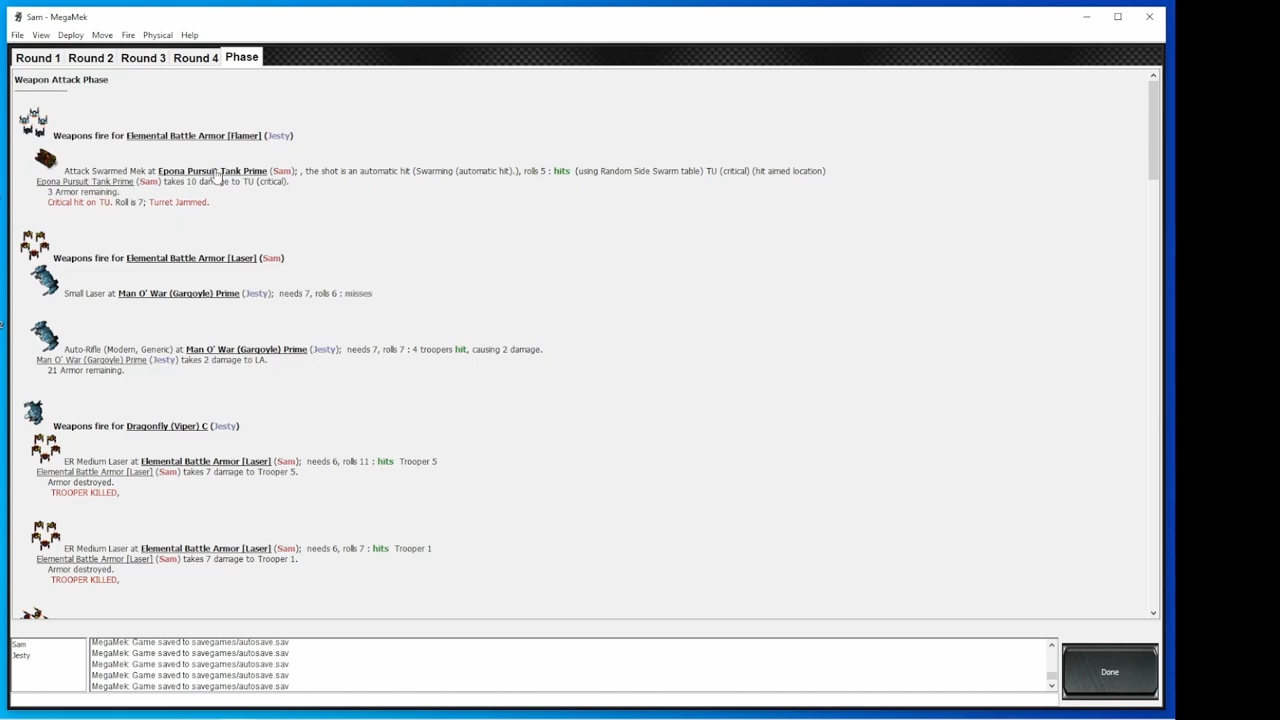 Sam - MegaMek
File View Deploy Move Fire Physical Help
Round 1 Round 2 Round 3 Round 4 Phase
Weapon Attack Phase
--------------------
Weapons fire for Elemental Battle Armor [Flamer] (Jesty)
Attack Swarmed Mek at Epona Pursuit Tank Prime (Sam); , the shot is an automatic hit (Swarming (automatic hit).), rolls 5 : hits (using Random Side Swarm table) TU (critical) (hit aimed location)
Epona Pursuit Tank Prime (Sam) takes 10 damage to TU (critical).
3 Armor remaining.
Critical hit on TU. Roll is 7; Turret Jammed.
Weapons fire for Elemental Battle Armor [Laser] (Sam)
Small Laser at Man O' War (Gargoyle) Prime (Jesty); needs 7, rolls 6 : misses
Auto-Rifle (Modern, Generic) at Man O' War (Gargoyle) Prime (Jesty); needs 7, rolls 7 : 4 troopers hit, causing 2 damage.
Man O' War (Gargoyle) Prime (Jesty) takes 2 damage to LA.
21 Armor remaining.
Weapons fire for Dragonfly (Viper) C (Jesty)
ER Medium Laser at Elemental Battle Armor [Laser] (Sam); needs 6, rolls 11 : hits Trooper 5
Elemental Battle Armor [Laser] (Sam) takes 7 damage to Trooper 5.
Armor destroyed.
TROOPER KILLED,
ER Medium Laser at Elemental Battle Armor [Laser] (Sam); needs 6, rolls 7 : hits Trooper 1
Elemental Battle Armor [Laser] (Sam) takes 7 damage to Trooper 1.
Armor destroyed.
TROOPER KILLED,
Sam
Jesty
MegaMek: Game saved to savegames/autosave.sav
MegaMek: Game saved to savegames/autosave.sav
MegaMek: Game saved to savegames/autosave.sav
MegaMek: Game saved to savegames/autosave.sav
MegaMek: Game saved to savegames/autosave.sav
Done
2